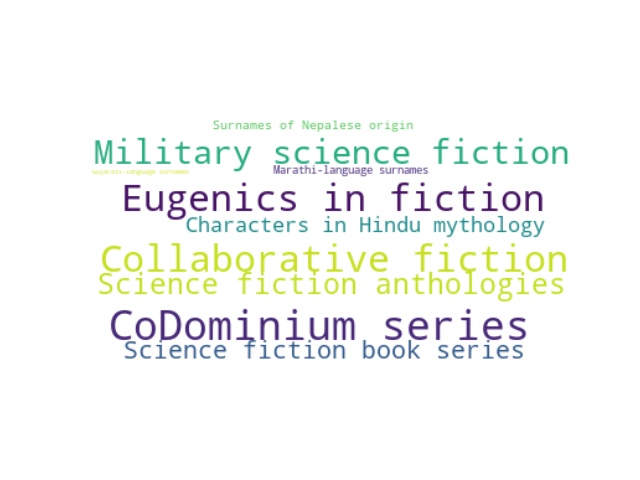 Surnames of Nepalese origin
Military science fiction
Marathi-language surnames
Gujarati-language surnames
Eugenics in fiction
Characters in Hindu mythology
Collaborative fiction
Science fiction anthologies
CoDominium series
Science fiction book series